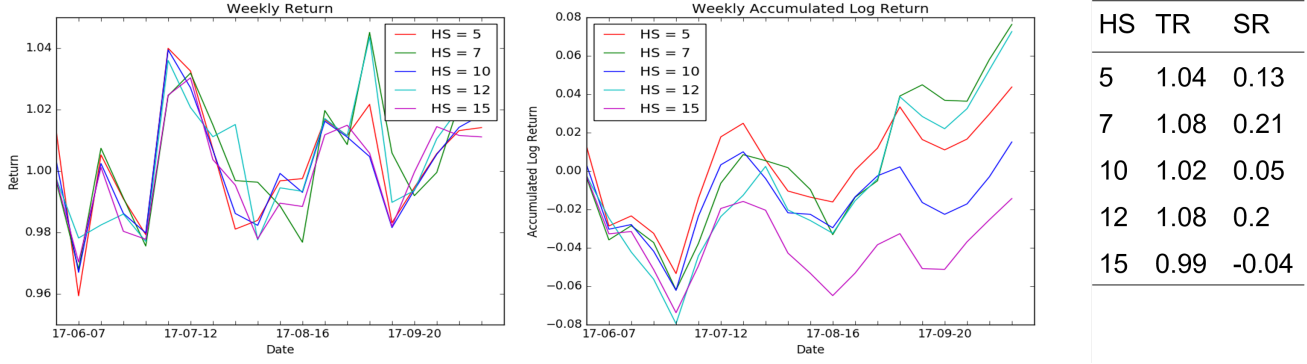 Weekly Return
1.04
1.02
1.00
0.98
0.96
Return
HS = 5
HS = 7
HS = 10
HS = 12
HS = 15
17-06-07
17-07-12
17-08-16
17-09-20
Date
Weekly Accumulated Log Return
0.08
0.06
0.04
0.02
0.00
−0.02
−0.04
−0.06
−0.08
Accumulated Log Return
HS = 5
HS = 7
HS = 10
HS = 12
HS = 15
17-06-07
17-07-12
17-08-16
17-09-20
Date
HS TR SR
5 1.04 0.13
7 1.08 0.21
10 1.02 0.05
12 1.08 0.2
15 0.99 -0.04